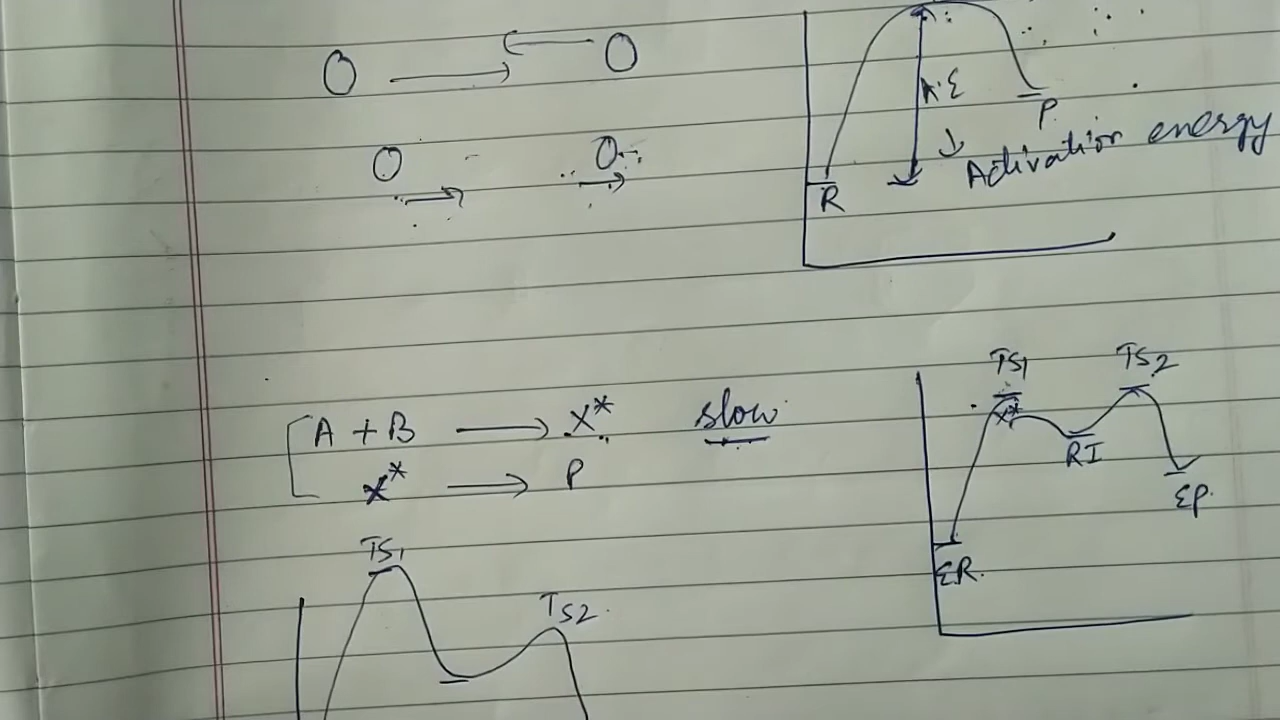 A.E
P
Activation energy
R
TS1 TS2
A + B → X* slow
X*
RI
X* → P
EP.
ER.
TS1
TS2.